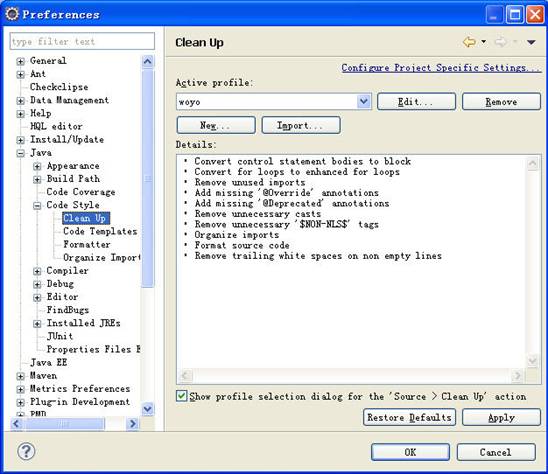 Preferences
type filter text
General
Ant
Checkclipse
Data Management
Help
HQL editor
Install/Update
Java
Appearance
Build Path
Code Coverage
Code Style
Clean Up
Code Templates
Formatter
Organize Import
Compiler
Debug
Editor
FindBugs
Installed JREs
JUnit
Properties Files E
Java EE
Maven
Metrics Preferences
Plug-in Development
PMD
Clean Up
Configure Project Specific Settings...
Active profile:
woyo
Edit...
Remove
New...
Import...
Details:
· Convert control statement bodies to block
· Convert for loops to enhanced for loops
· Remove unused imports
· Add missing '@Override' annotations
· Add missing '@Deprecated' annotations
· Remove unnecessary casts
· Remove unnecessary '$NON-NLS$' tags
· Organize imports
· Format source code
· Remove trailing white spaces on non empty lines
Show profile selection dialog for the 'Source > Clean Up' action
Restore Defaults
Apply
OK
Cancel